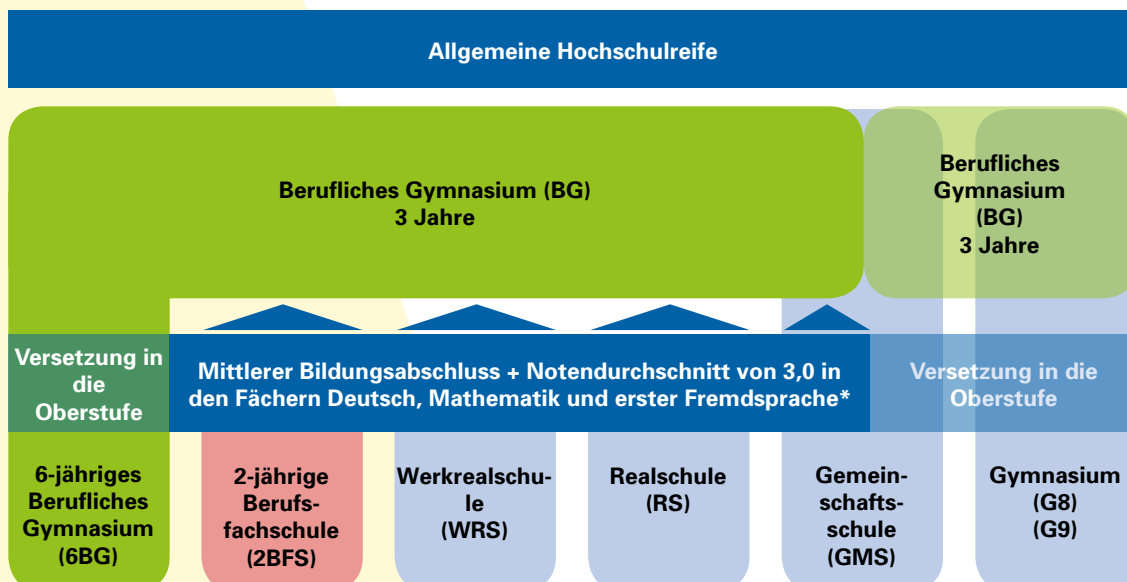 Allgemeine Hochschulreife
Berufliches Gymnasium (BG)
3 Jahre
Berufliches
Gymnasium
(BG)
3 Jahre
Versetzung in
die
Oberstufe
Mittlerer Bildungsabschluss + Notendurchschnitt von 3,0 in
den Fächern Deutsch, Mathematik und erster Fremdsprache*
Versetzung in die
Oberstufe
6-jähriges
Berufliches
Gymnasium
(6BG)
2-jährige
Berufs-
fachschule
(2BFS)
Werkrealschu-
le
(WRS)
Realschule
(RS)
Gemein-
schafts-
schule
(GMS)
Gymnasium
(G8)
(G9)